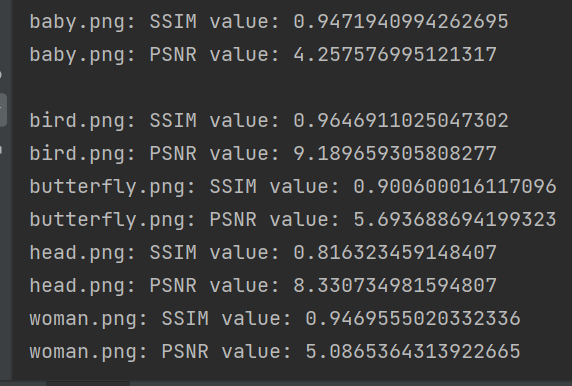 baby.png: SSIM value: 0.9471940994262695
baby.png: PSNR value: 4.257576995121317
bird.png: SSIM value: 0.9646911025047302
bird.png: PSNR value: 9.189659305808277
butterfly.png: SSIM value: 0.900600016117096
butterfly.png: PSNR value: 5.693688694199323
head.png: SSIM value: 0.816323459148407
head.png: PSNR value: 8.330734981594807
woman.png: SSIM value: 0.9469555020332336
woman.png: PSNR value: 5.0865364313922665